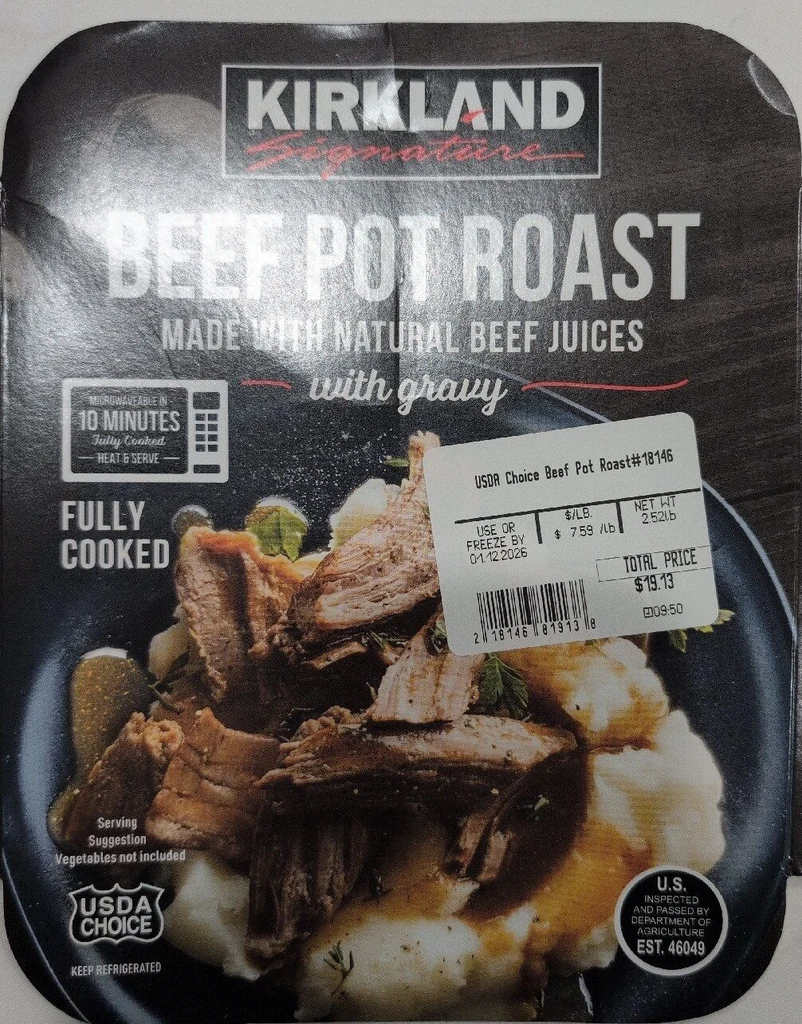 KIRKLAND
Signature
BEEF POT ROAST
MADE WITH NATURAL BEEF JUICES
with gravy
MICROWAVEABLE IN
10 MINUTES
Fully Cooked
HEAT & SERVE
FULLY
COOKED
USDA Choice Beef Pot Roast#18146
USE OR
FREEZE BY
01.12.2026
$/LB.
$ 7.59 /lb
NET WT
2.52lb
TOTAL PRICE
$19.13
09:50
2 18146 81913 8
Serving
Suggestion
Vegetables not included
USDA
CHOICE
KEEP REFRIGERATED
U.S.
INSPECTED
AND PASSED BY
DEPARTMENT OF
AGRICULTURE
EST. 46049